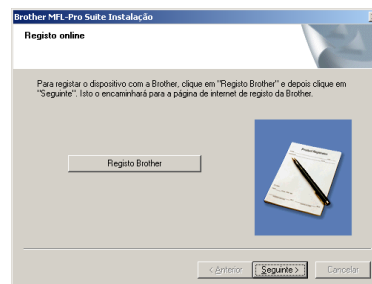 Brother MFL-Pro Suite Instalação
Registo online
Para registar o dispositivo com a Brother, clique em "Registo Brother" e depois clique em
"Seguinte". Isto o encaminhará para a página de internet de registo da Brother.
Registo Brother
< Anterior
Seguinte >
Cancelar